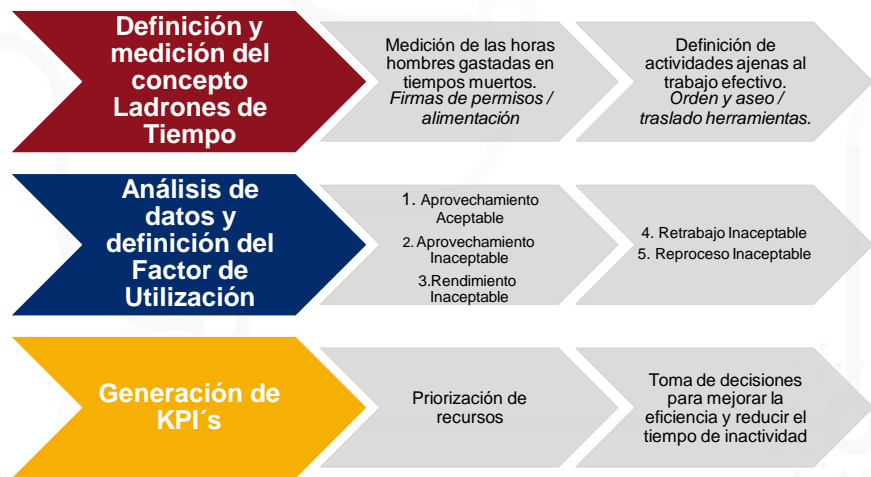 Definición y
medición del
concepto
Ladrones de
Tiempo
Medición de las horas
hombres gastadas en
tiempos muertos.
Firmas de permisos /
alimentación
Definición de
actividades ajenas al
trabajo efectivo.
Orden y aseo /
traslado herramientas.
Análisis de
datos y
definición del
Factor de
Utilización
1. Aprovechamiento
Aceptable
2. Aprovechamiento
Inaceptable
3.Rendimiento
Inaceptable
4. Retrabajo Inaceptable
5. Reproceso Inaceptable
Generación de
KPI´s
Priorización de
recursos
Toma de decisiones
para mejorar la
eficiencia y reducir el
tiempo de inactividad